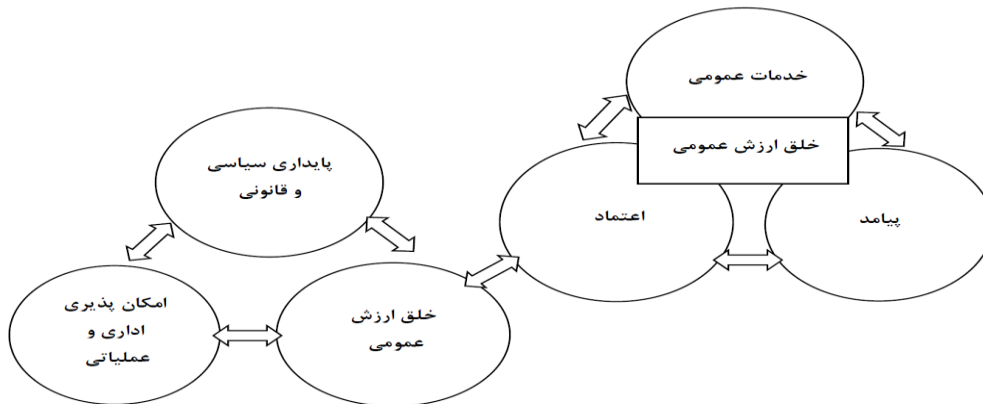 خدمات عمومی
خلق ارزش عمومی
پیامد
اعتماد
پایداری سیاسی
و قانونی
خلق ارزش
عمومی
امکان پذیری
اداری و
عملیاتی